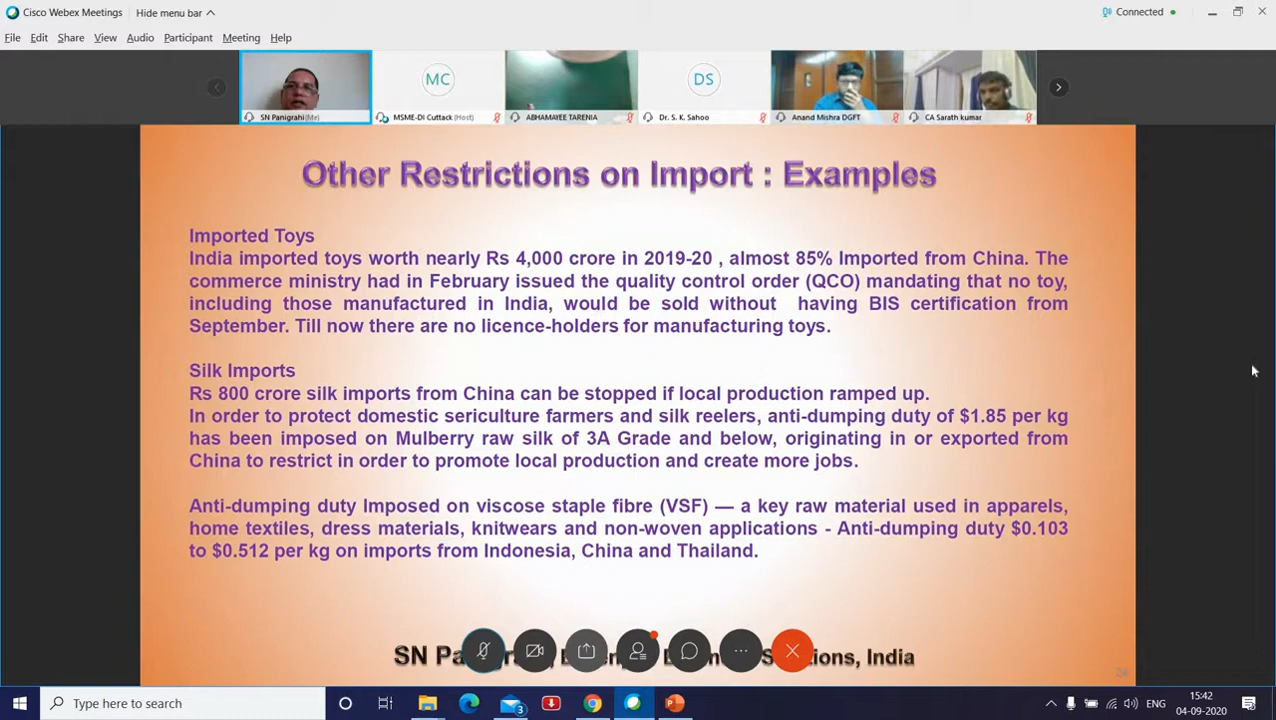 Cisco Webex Meetings
Hide menu bar
Connected
File Edit Share View Audio Participant Meeting Help
MC
DS
SN Panigrahi (Me)
MSME-DI Cuttack (Host)
ABHAMAYEE TARENIA
Dr. S. K. Sahoo
Anand Mishra DGFT
CA Sarath kumar
Other Restrictions on Import : Examples
Imported Toys
India imported toys worth nearly Rs 4,000 crore in 2019-20 , almost 85% Imported from China. The
commerce ministry had in February issued the quality control order (QCO) mandating that no toy,
including those manufactured in India, would be sold without having BIS certification from
September. Till now there are no licence-holders for manufacturing toys.
Silk Imports
Rs 800 crore silk imports from China can be stopped if local production ramped up.
In order to protect domestic sericulture farmers and silk reelers, anti-dumping duty of $1.85 per kg
has been imposed on Mulberry raw silk of 3A Grade and below, originating in or exported from
China to restrict in order to promote local production and create more jobs.
Anti-dumping duty Imposed on viscose staple fibre (VSF) — a key raw material used in apparels,
home textiles, dress materials, knitwears and non-woven applications - Anti-dumping duty $0.103
to $0.512 per kg on imports from Indonesia, China and Thailand.
SN India
24
Type here to search
3
ENG
15:42
04-09-2020